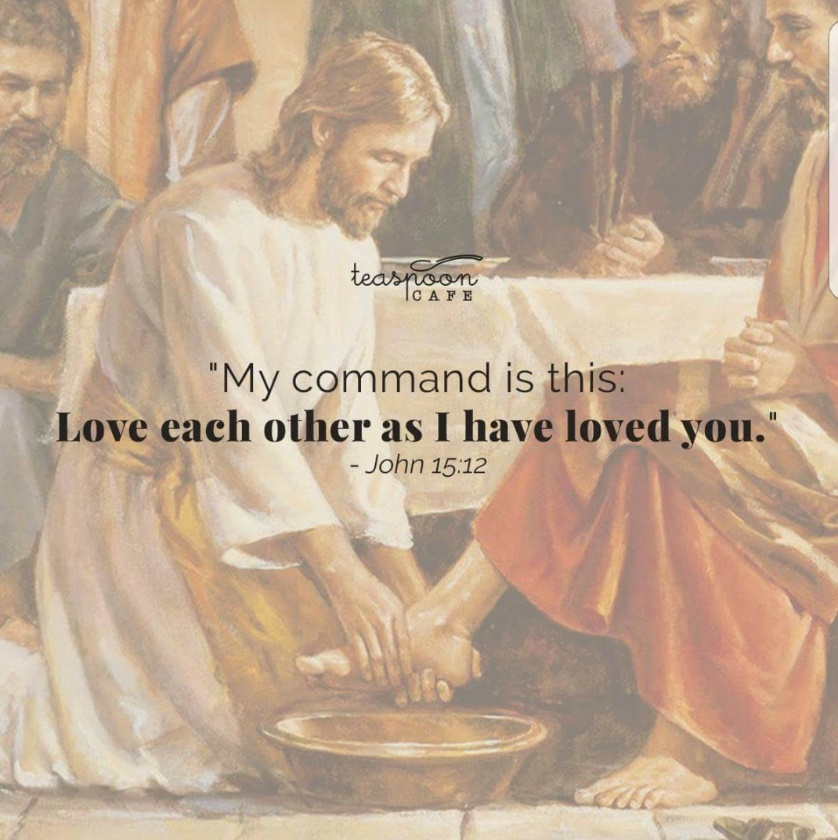 teaspoon
CAFE
"My command is this:
Love each other as I have loved you."
- John 15:12